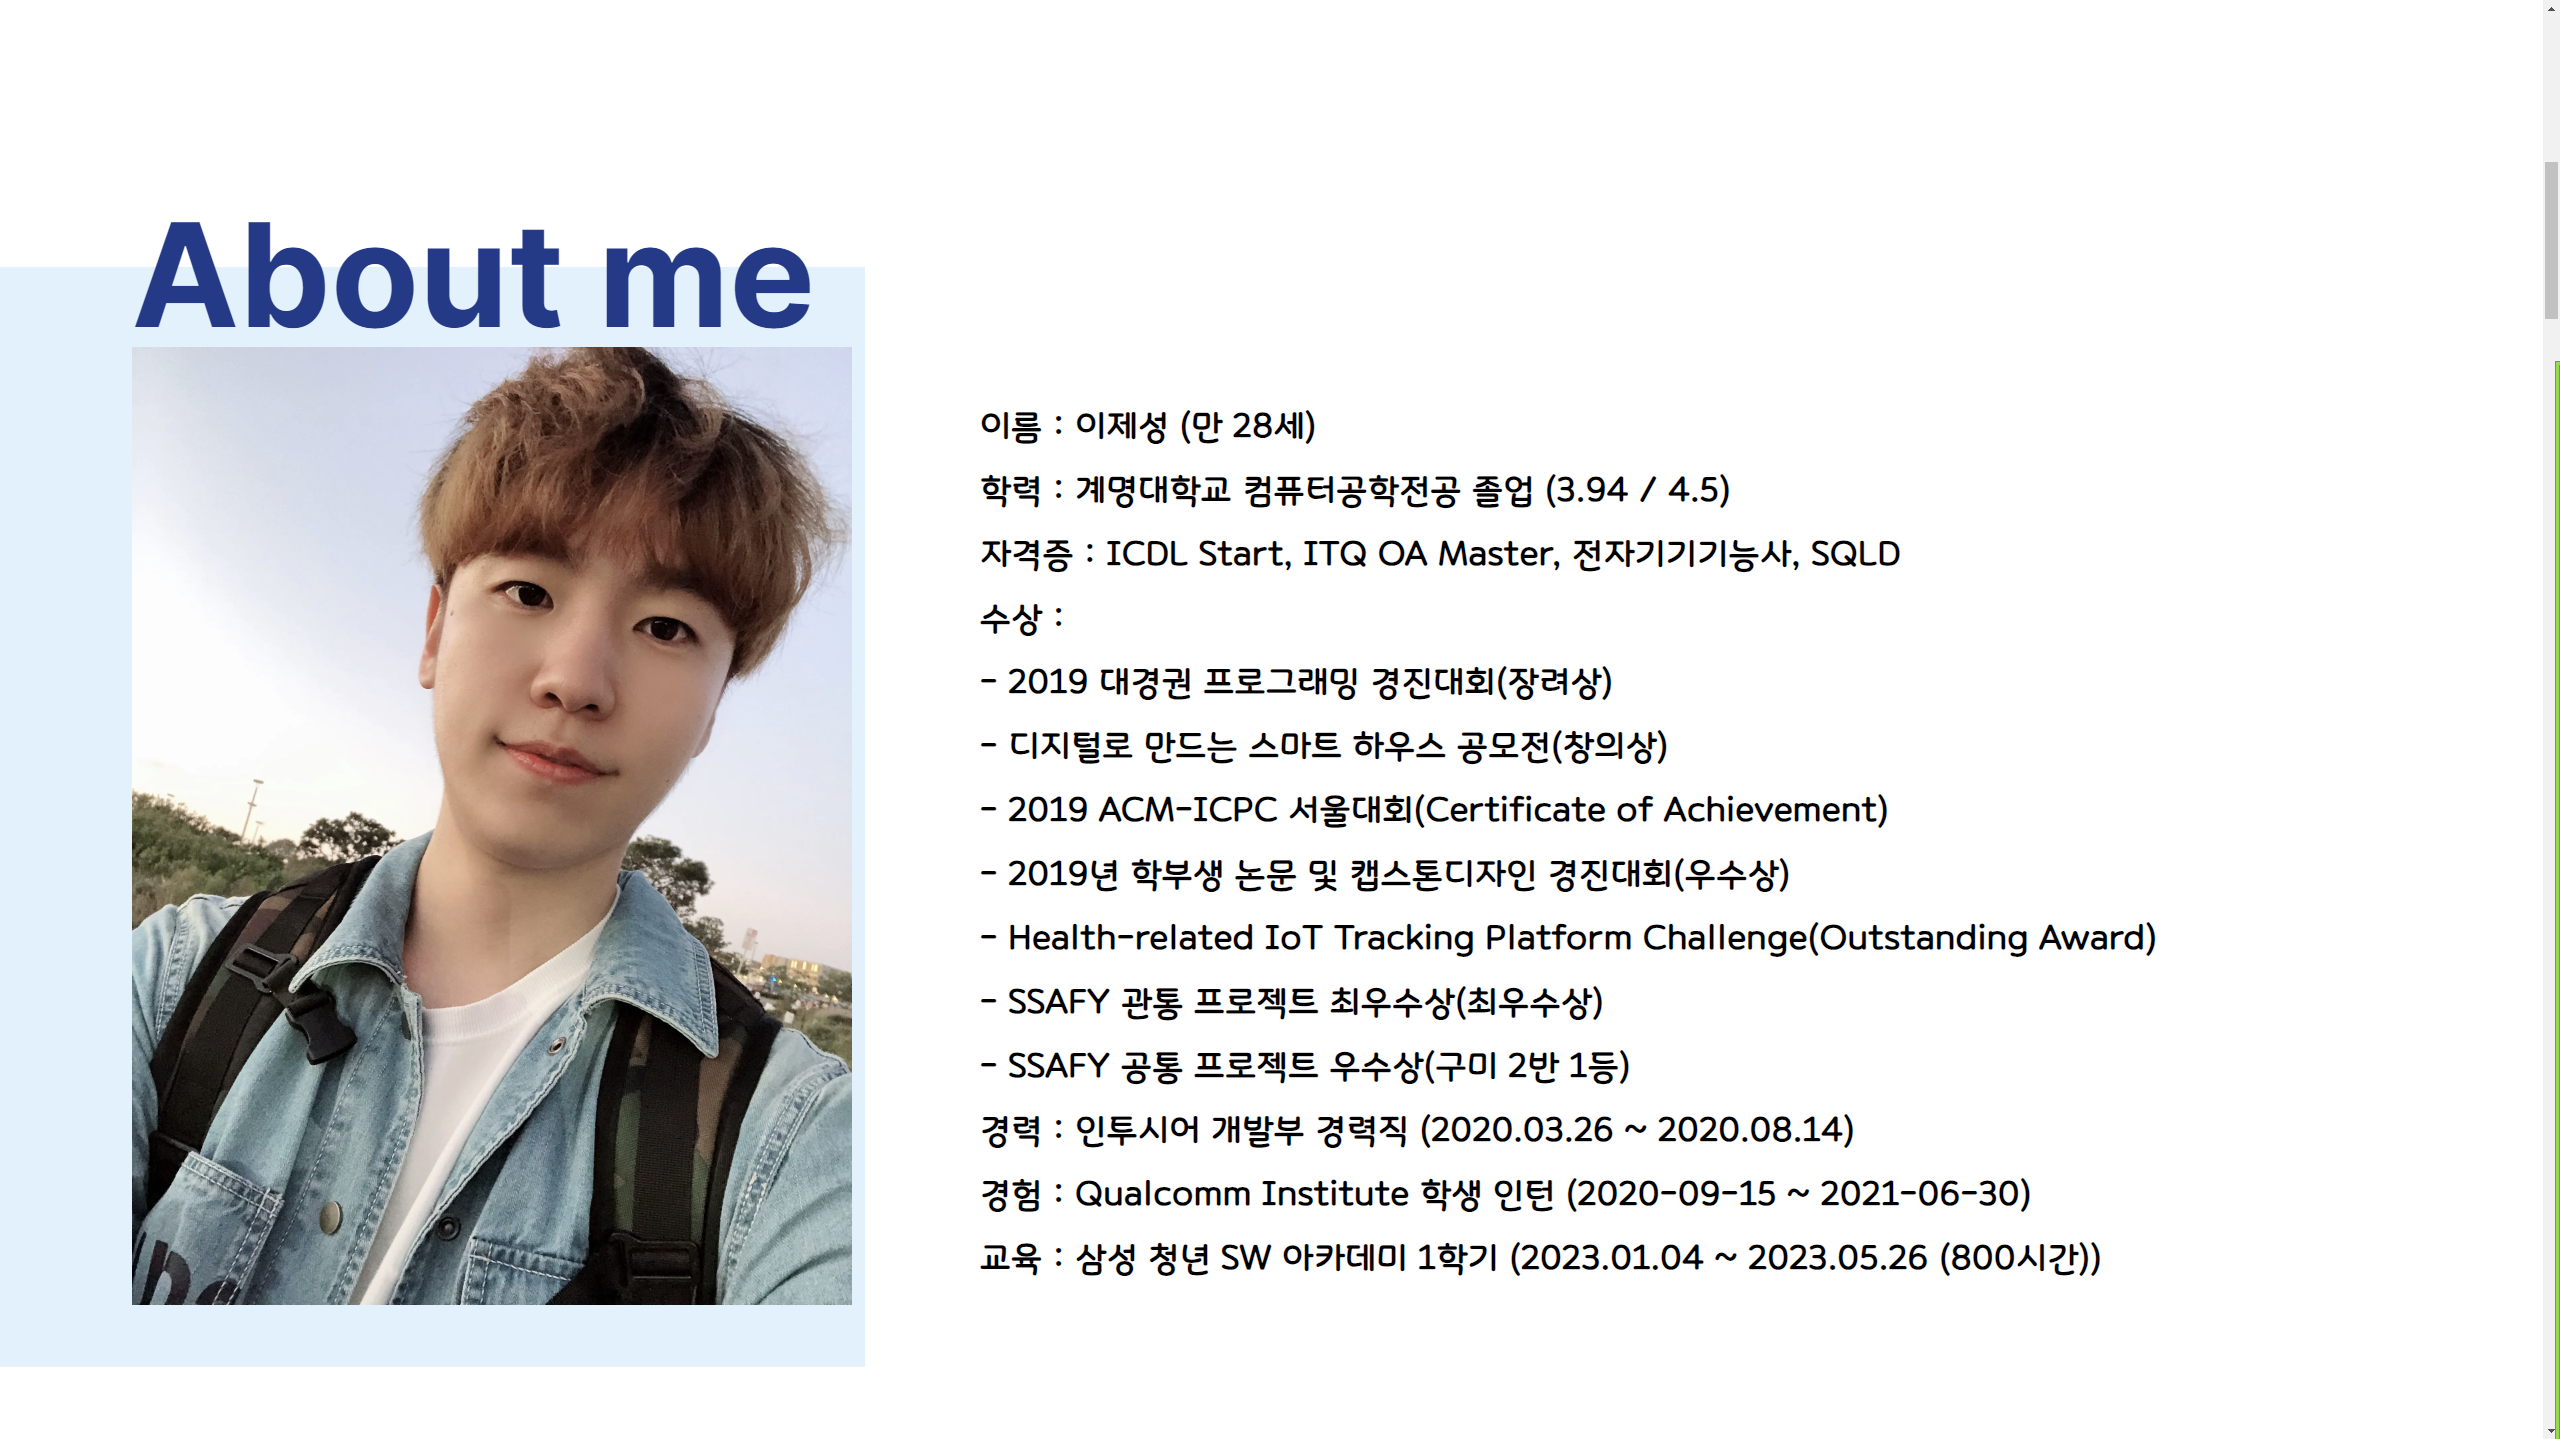 About me
이름 : 이제성 (만 28세)
학력 : 계명대학교 컴퓨터공학전공 졸업 (3.94 / 4.5)
자격증 : ICDL Start, ITQ OA Master, 전자기기기능사, SQLD
수상 :
- 2019 대경권 프로그래밍 경진대회(장려상)
- 디지털로 만드는 스마트 하우스 공모전(창의상)
- 2019 ACM-ICPC 서울대회(Certificate of Achievement)
- 2019년 학부생 논문 및 캡스톤디자인 경진대회(우수상)
- Health-related IoT Tracking Platform Challenge(Outstanding Award)
- SSAFY 관통 프로젝트 최우수상(최우수상)
- SSAFY 공통 프로젝트 우수상(구미 2반 1등)
경력 : 인투시어 개발부 경력직 (2020.03.26 ~ 2020.08.14)
경험 : Qualcomm Institute 학생 인턴 (2020-09-15 ~ 2021-06-30)
교육 : 삼성 청년 SW 아카데미 1학기 (2023.01.04 ~ 2023.05.26 (800시간))